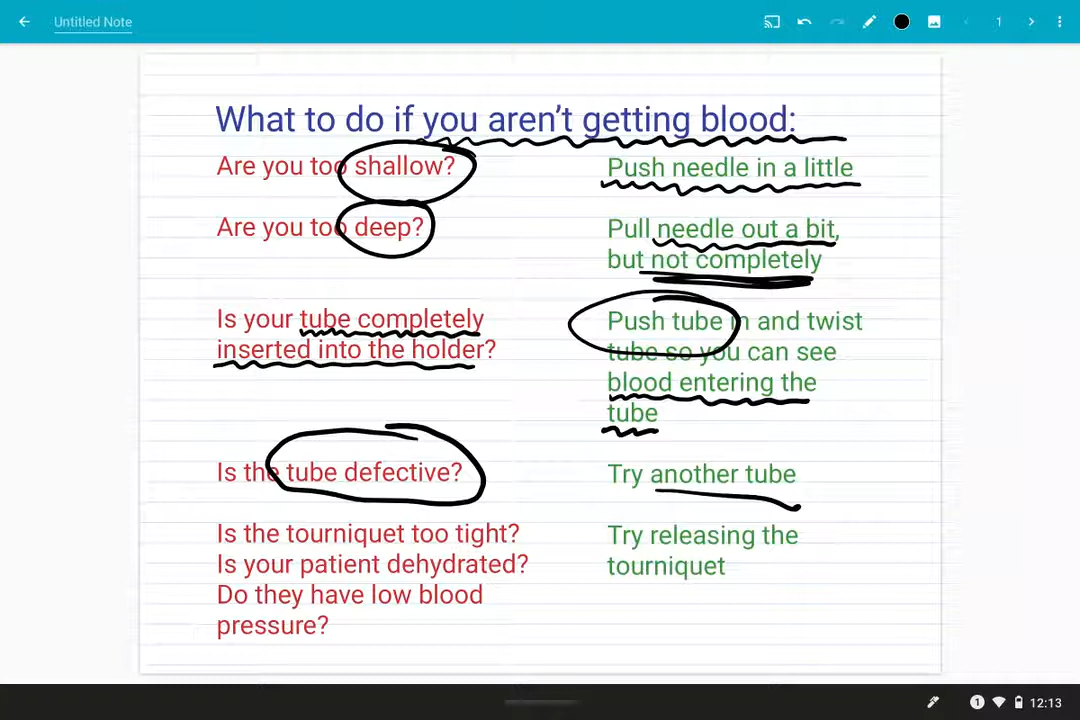 Untitled Note
1
What to do if you aren't getting blood:
Are you too shallow?
Push needle in a little
Are you too deep?
Pull needle out a bit,
but not completely
Is your tube completely
inserted into the holder?
Push tube in and twist
tube so you can see
blood entering the
tube
Is the tube defective?
Try another tube
Is the tourniquet too tight?
Is your patient dehydrated?
Do they have low blood
pressure?
Try releasing the
tourniquet
1
12:13